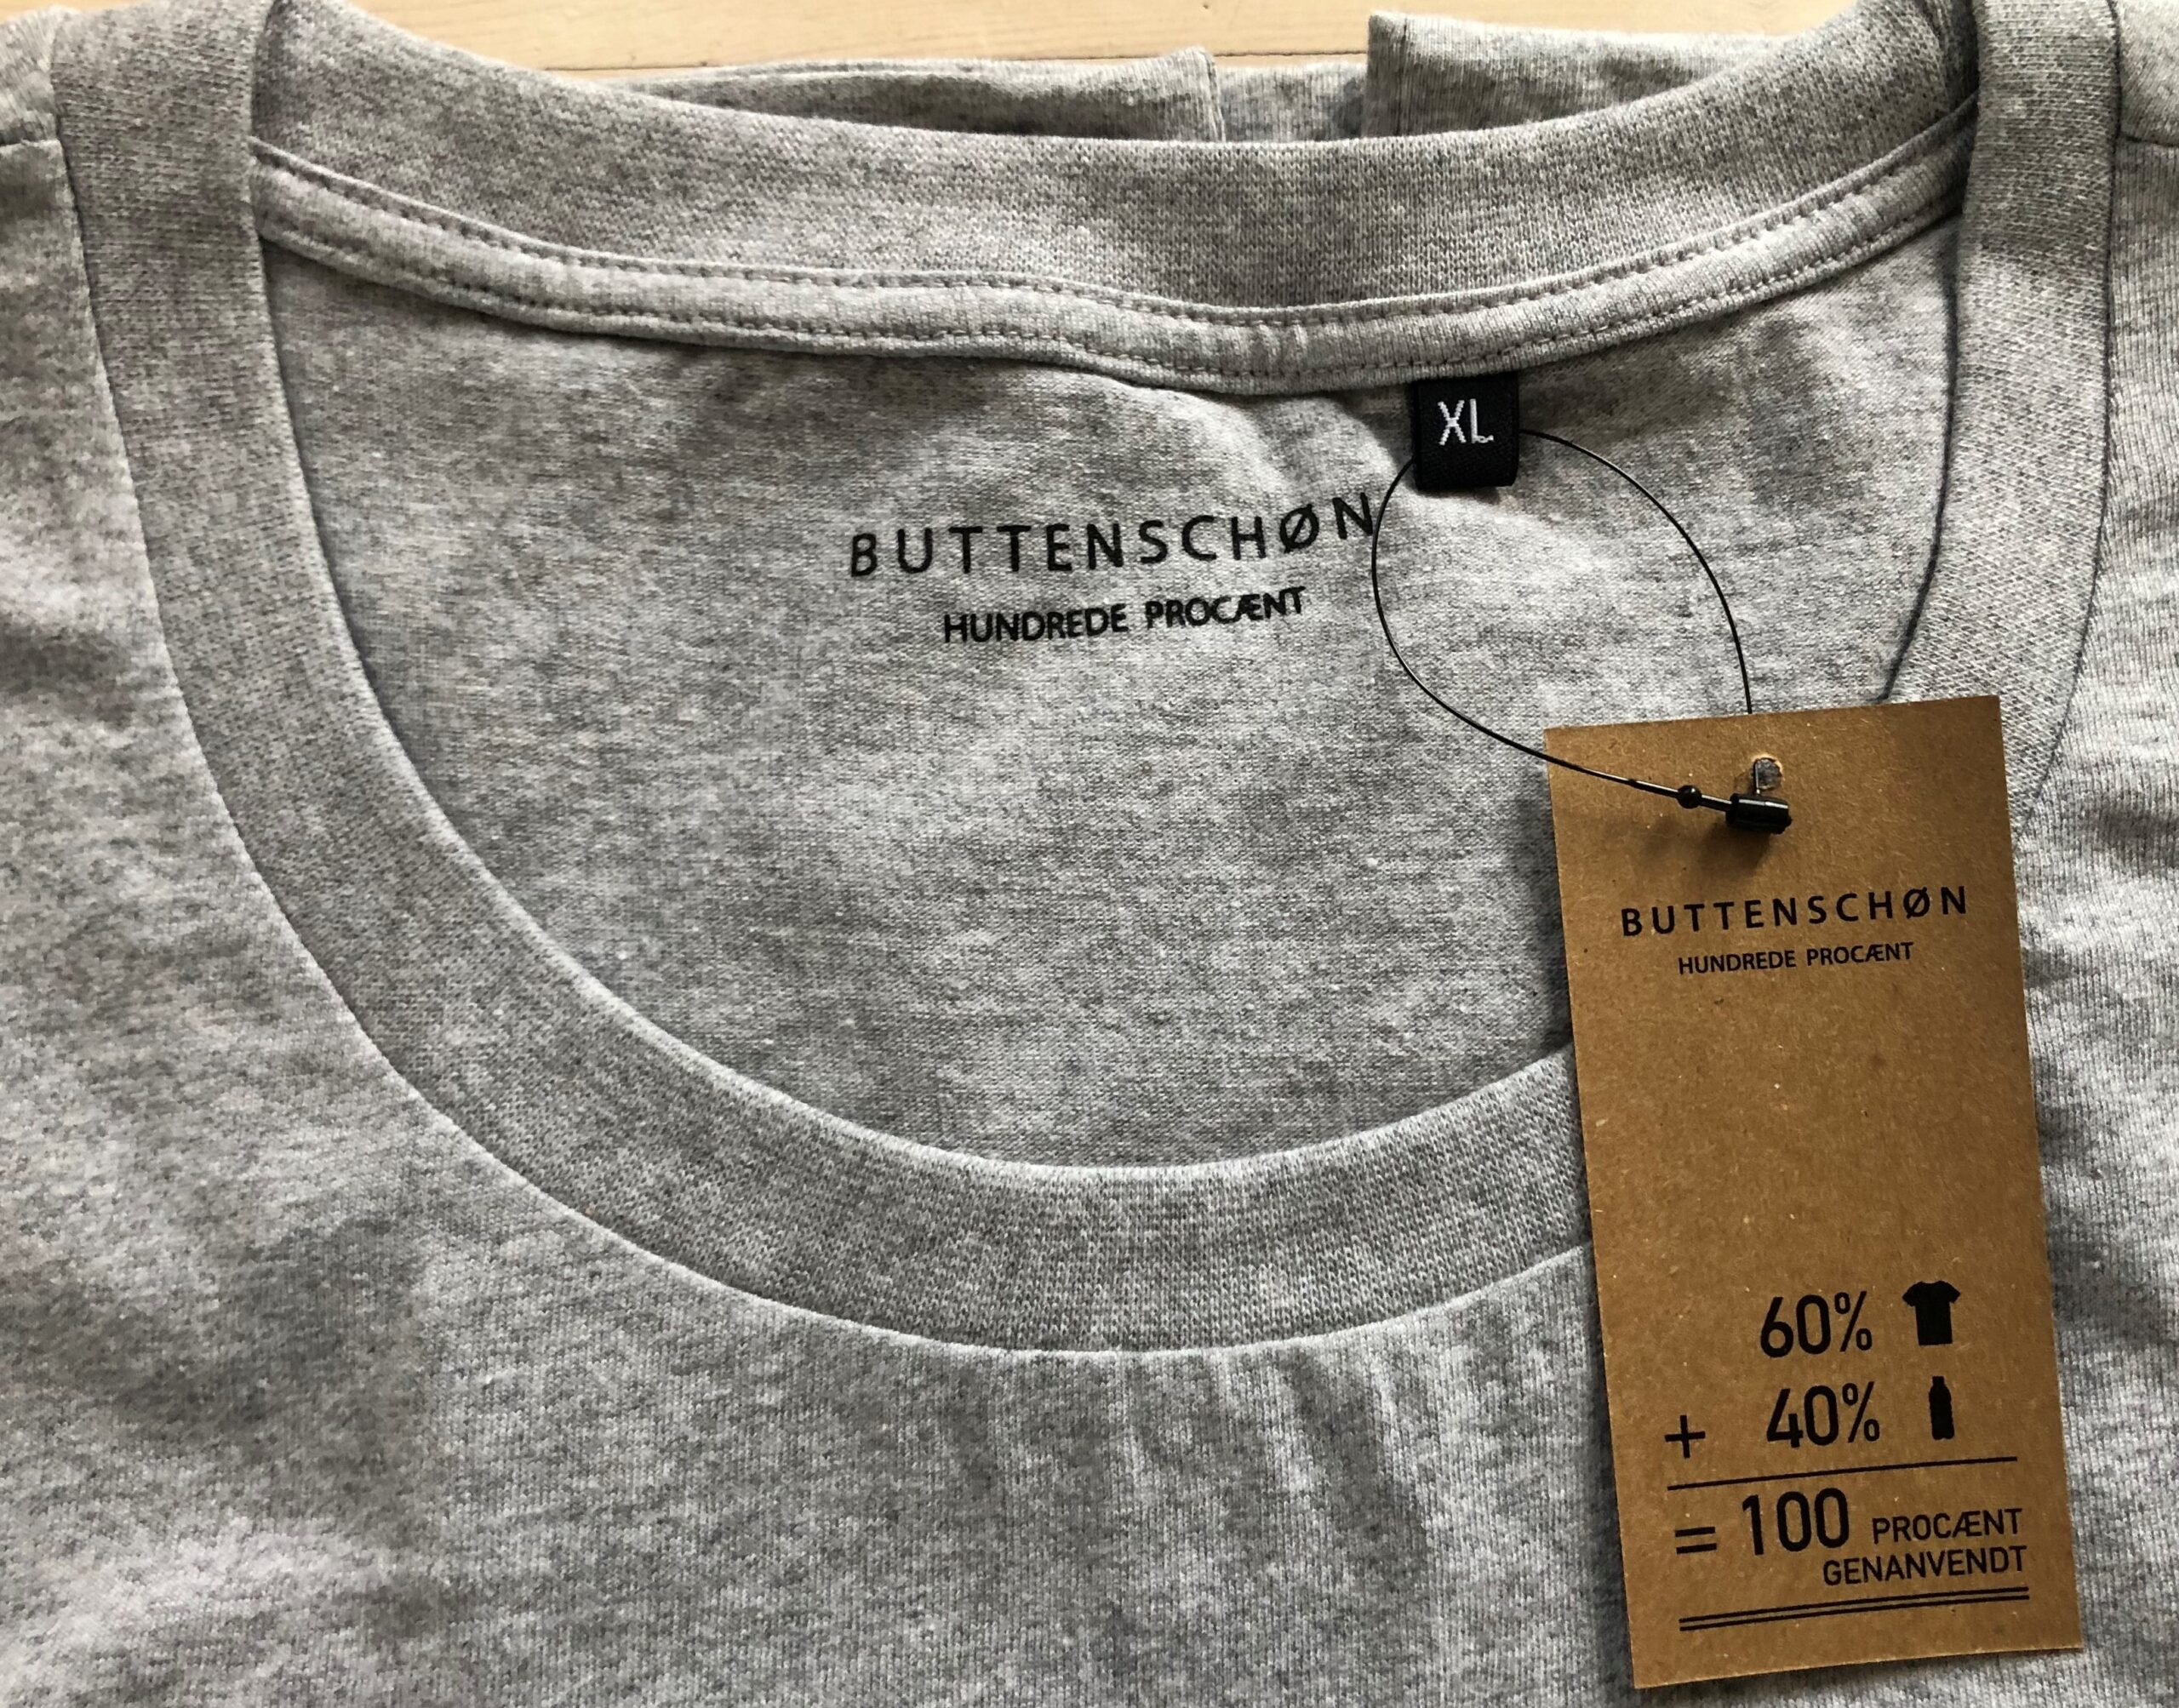 XL
BUTTENSCHØN
HUNDREDE PROCÆNT
BUTTENSCHØN
HUNDREDE PROCÆNT
60%
+ 40%
= 100 PROCÆNT
GENANVENDT